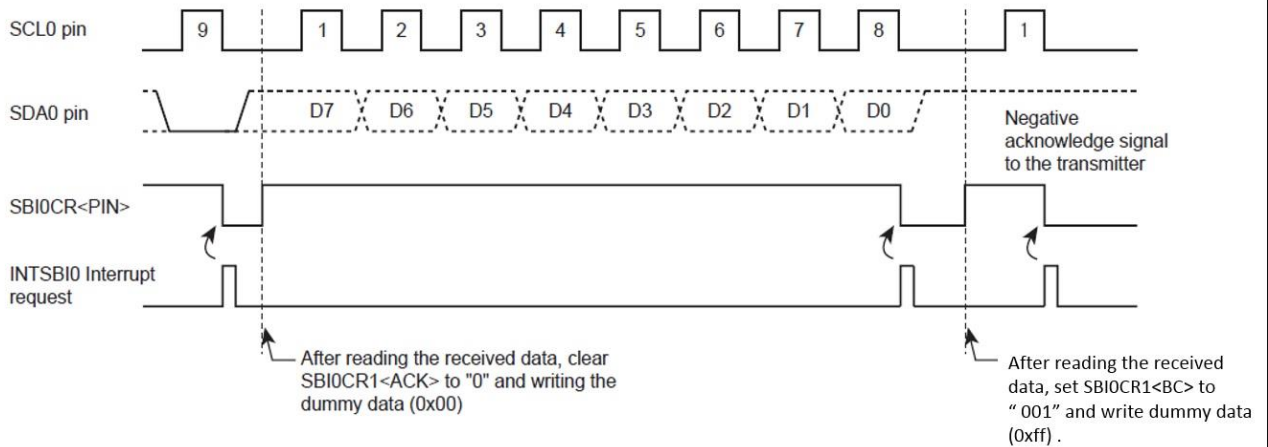 SCL0 pin
9 1 2 3 4 5 6 7 8 1
SDA0 pin
D7 D6 D5 D4 D3 D2 D1 D0
Negative
acknowledge signal
to the transmitter
SBI0CR<PIN>
INTSBI0 Interrupt
request
After reading the received data, clear
SBI0CR1<ACK> to "0" and writing the
dummy data (0x00)
After reading the received
data, set SBI0CR1<BC> to
“ 001” and write dummy data
(0xff) .